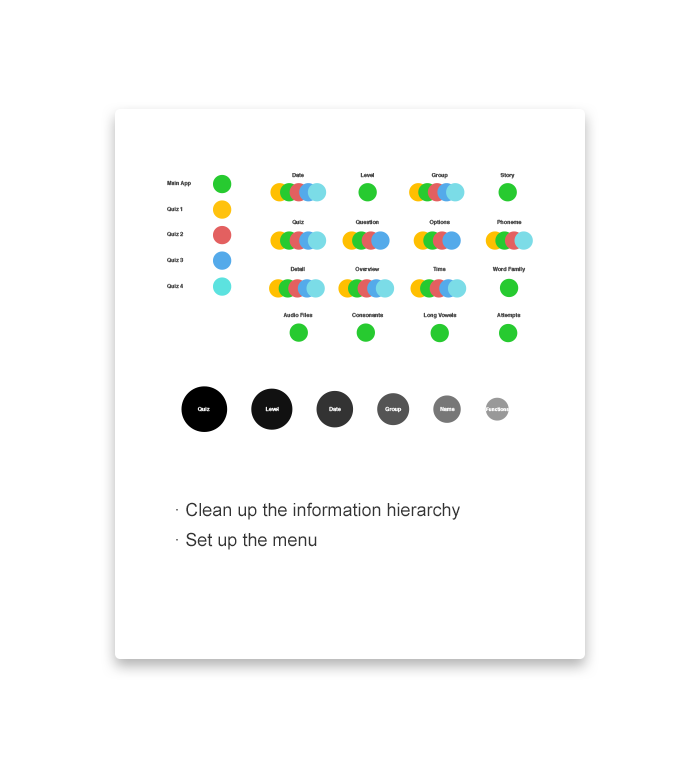 Main App
Quiz 1
Quiz 2
Quiz 3
Quiz 4
Date Level Group Story
Quiz Question Options Phoneme
Detail Overview Time Word Family
Audio Files Consonants Long Vowels Attempts
Quiz Level Date Group Name Functions
· Clean up the information hierarchy
· Set up the menu